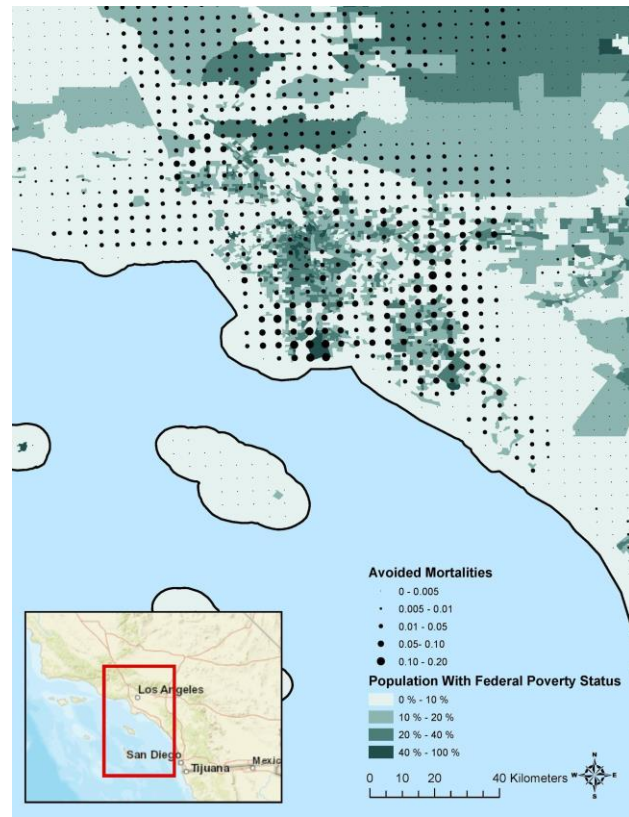 Avoided Mortalities
0 - 0.005
0.005 - 0.01
0.01 - 0.05
0.05- 0.10
0.10 - 0.20
Population With Federal Poverty Status
0 % - 10 %
10 % - 20 %
20 % - 40 %
40 % - 100 %
0 10 20 40 Kilometers
N
W E
S
Los Angeles
San Diego
Tijuana
Mexic